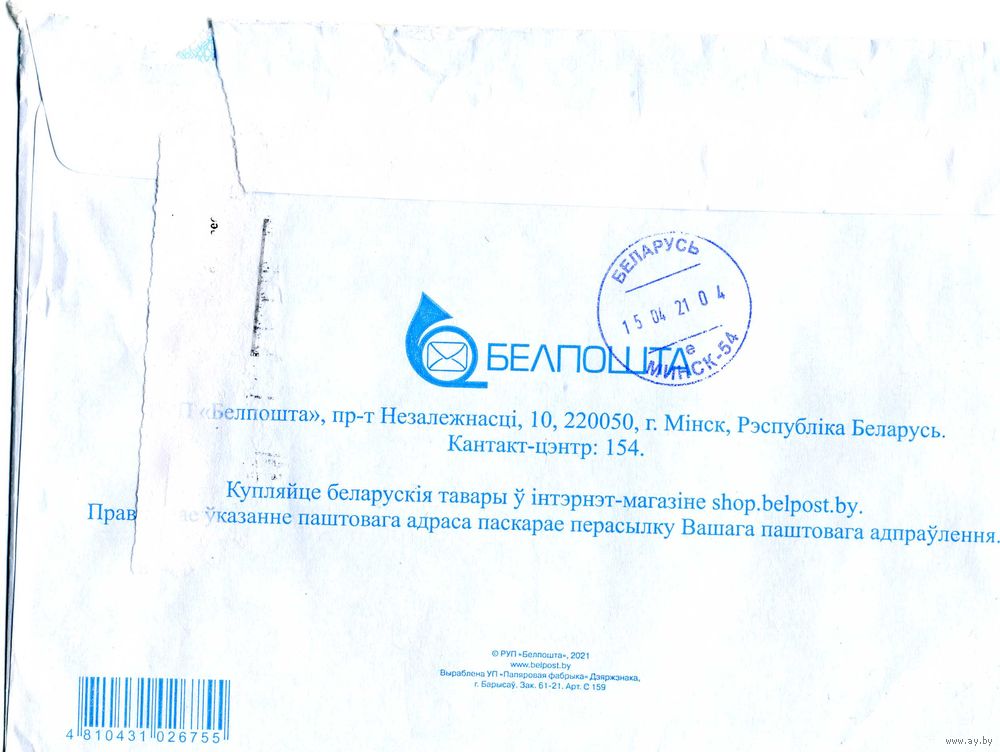 БЕЛАРУСЬ
15 04 21 0 4
е
МИНСК-54
БЕЛПОШТА
«Белпошта», пр-т Незалежнасці, 10, 220050, г. Мінск, Рэспубліка Беларусь.
Кантакт-цэнтр: 154.
Купляйце беларускія тавары ў інтэрнэт-магазіне shop.belpost.by.
ўказанне паштовага адраса паскарае перасылку Вашага паштовага адпраўлення.
© РУП «Белпошта», 2021
www.belpost.by
Выраблена УП «Папяровая фабрыка» Дзяржзнака,
г. Барысаў. Зак. 61-21. Арт. С 159
4 810431 026755
www.ay.by